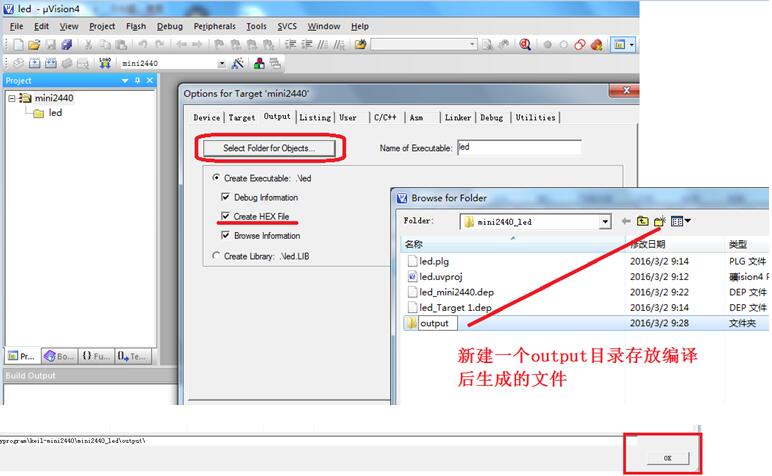 led - µVision4
File Edit View Project Flash Debug Peripherals Tools SVCS Window Help
mini2440
Project
mini2440
led
Options for Target 'mini2440'
Device Target Output Listing User C/C++ Asm Linker Debug Utilities
Select Folder for Objects... Name of Executable: led
Create Executable: .\led
Debug Information
Create HEX File
Browse Information
Create Library: .\led.LIB
Browse for Folder
Folder: mini2440_led
名称 修改日期 类型
led.plg 2016/3/2 9:14 PLG 文件
led.uvproj 2016/3/2 9:12 ision4 P
led_mini2440.dep 2016/3/2 9:22 DEP 文件
led_Target 1.dep 2016/3/2 9:14 DEP 文件
output 2016/3/2 9:28 文件夹
新建一个output目录存放编译
后生成的文件
Pr... Bo... {} Fu... 0. Te...
Build Output
yprogram\keil-mini2440\mini2440_led\output\
OK